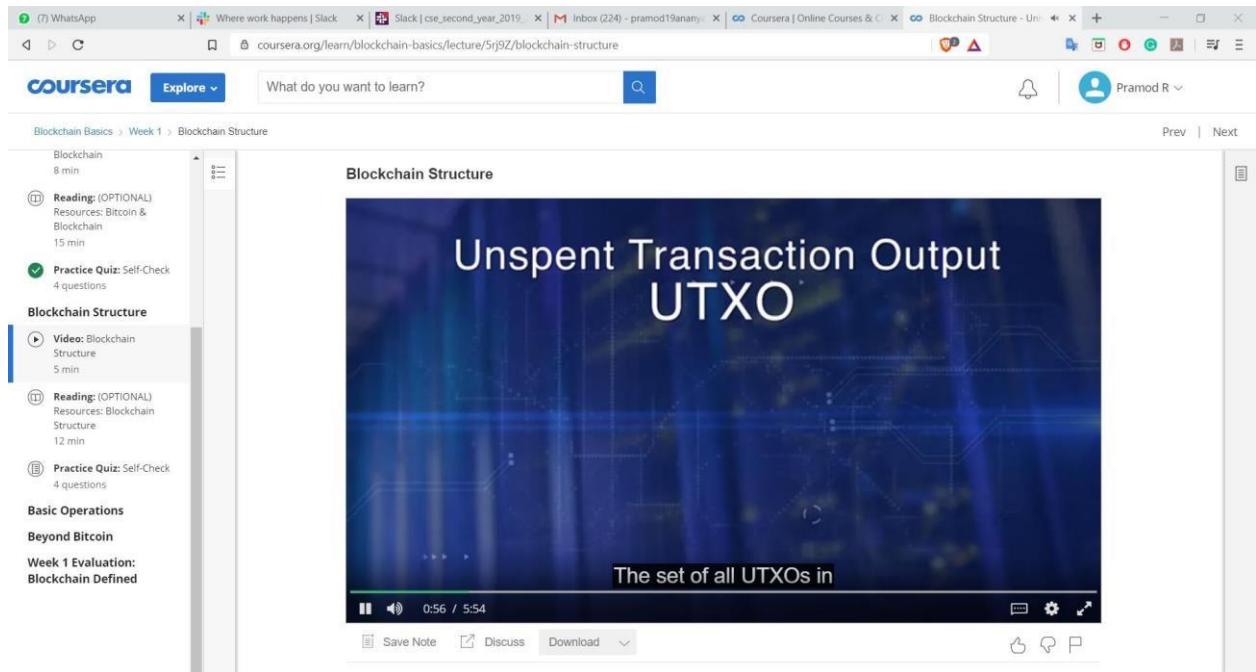 (7) WhatsApp
Where work happens | Slack
Slack | cse_second_year_2019_
Inbox (224) - pramod19anany
Coursera | Online Courses & C
Blockchain Structure - Uni
coursera.org/learn/blockchain-basics/lecture/5rj9Z/blockchain-structure
coursera
Explore
What do you want to learn?
Pramod R
Blockchain Basics > Week 1 > Blockchain Structure
Prev | Next
Blockchain
8 min
Reading: (OPTIONAL)
Resources: Bitcoin &
Blockchain
15 min
Practice Quiz: Self-Check
4 questions
Blockchain Structure
Video: Blockchain
Structure
5 min
Reading: (OPTIONAL)
Resources: Blockchain
Structure
12 min
Practice Quiz: Self-Check
4 questions
Basic Operations
Beyond Bitcoin
Week 1 Evaluation:
Blockchain Defined
Blockchain Structure
Unspent Transaction Output
UTXO
The set of all UTXOs in
0:56 / 5:54
Save Note
Discuss
Download